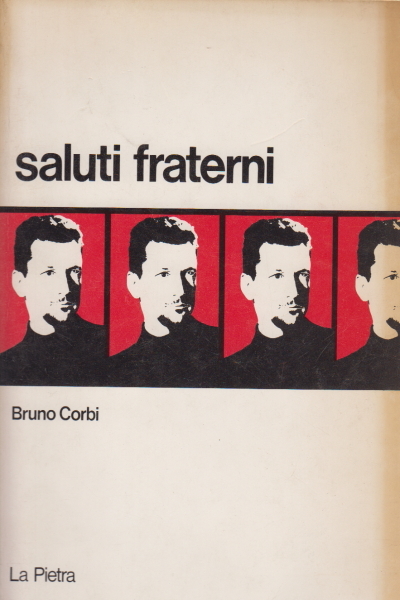 saluti fraterni
Bruno Corbi
La Pietra